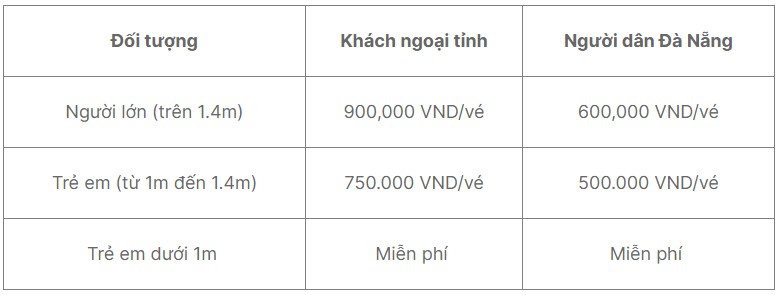 Đối tượng Khách ngoại tỉnh Người dân Đà Nẵng
Người lớn (trên 1.4m) 900,000 VND/vé 600,000 VND/vé
Trẻ em (từ 1m đến 1.4m) 750.000 VND/vé 500.000 VND/vé
Trẻ em dưới 1m Miễn phí Miễn phí